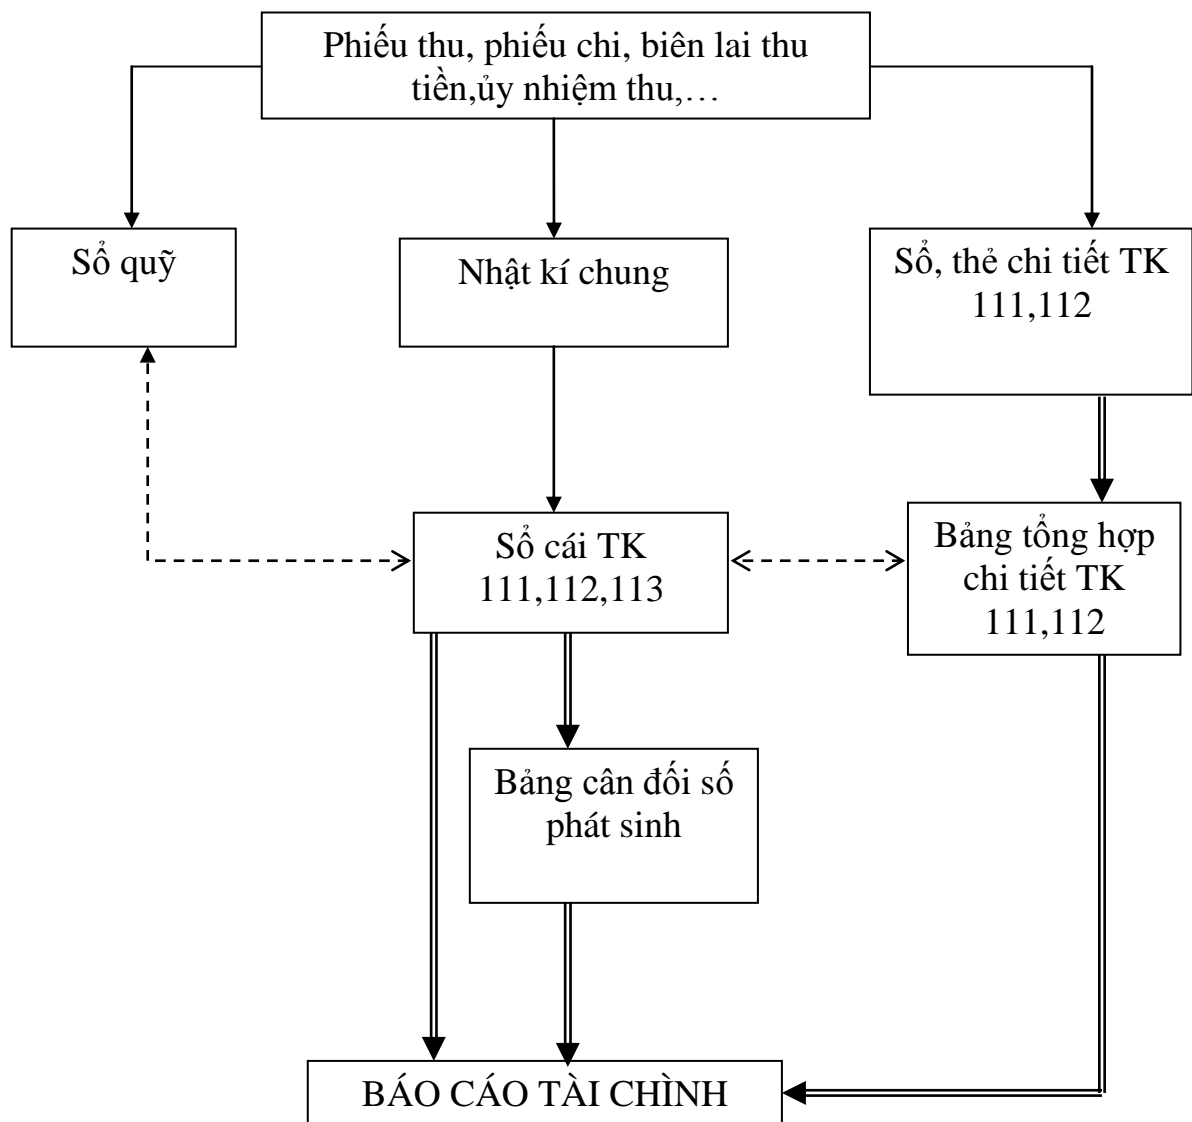 Phiếu thu, phiếu chi, biên lai thu
tiền,ủy nhiệm thu,…
Sổ quỹ
Nhật kí chung
Sổ, thẻ chi tiết TK
111,112
Sổ cái TK
111,112,113
Bảng tổng hợp
chi tiết TK
111,112
Bảng cân đối số
phát sinh
BÁO CÁO TÀI CHÌNH